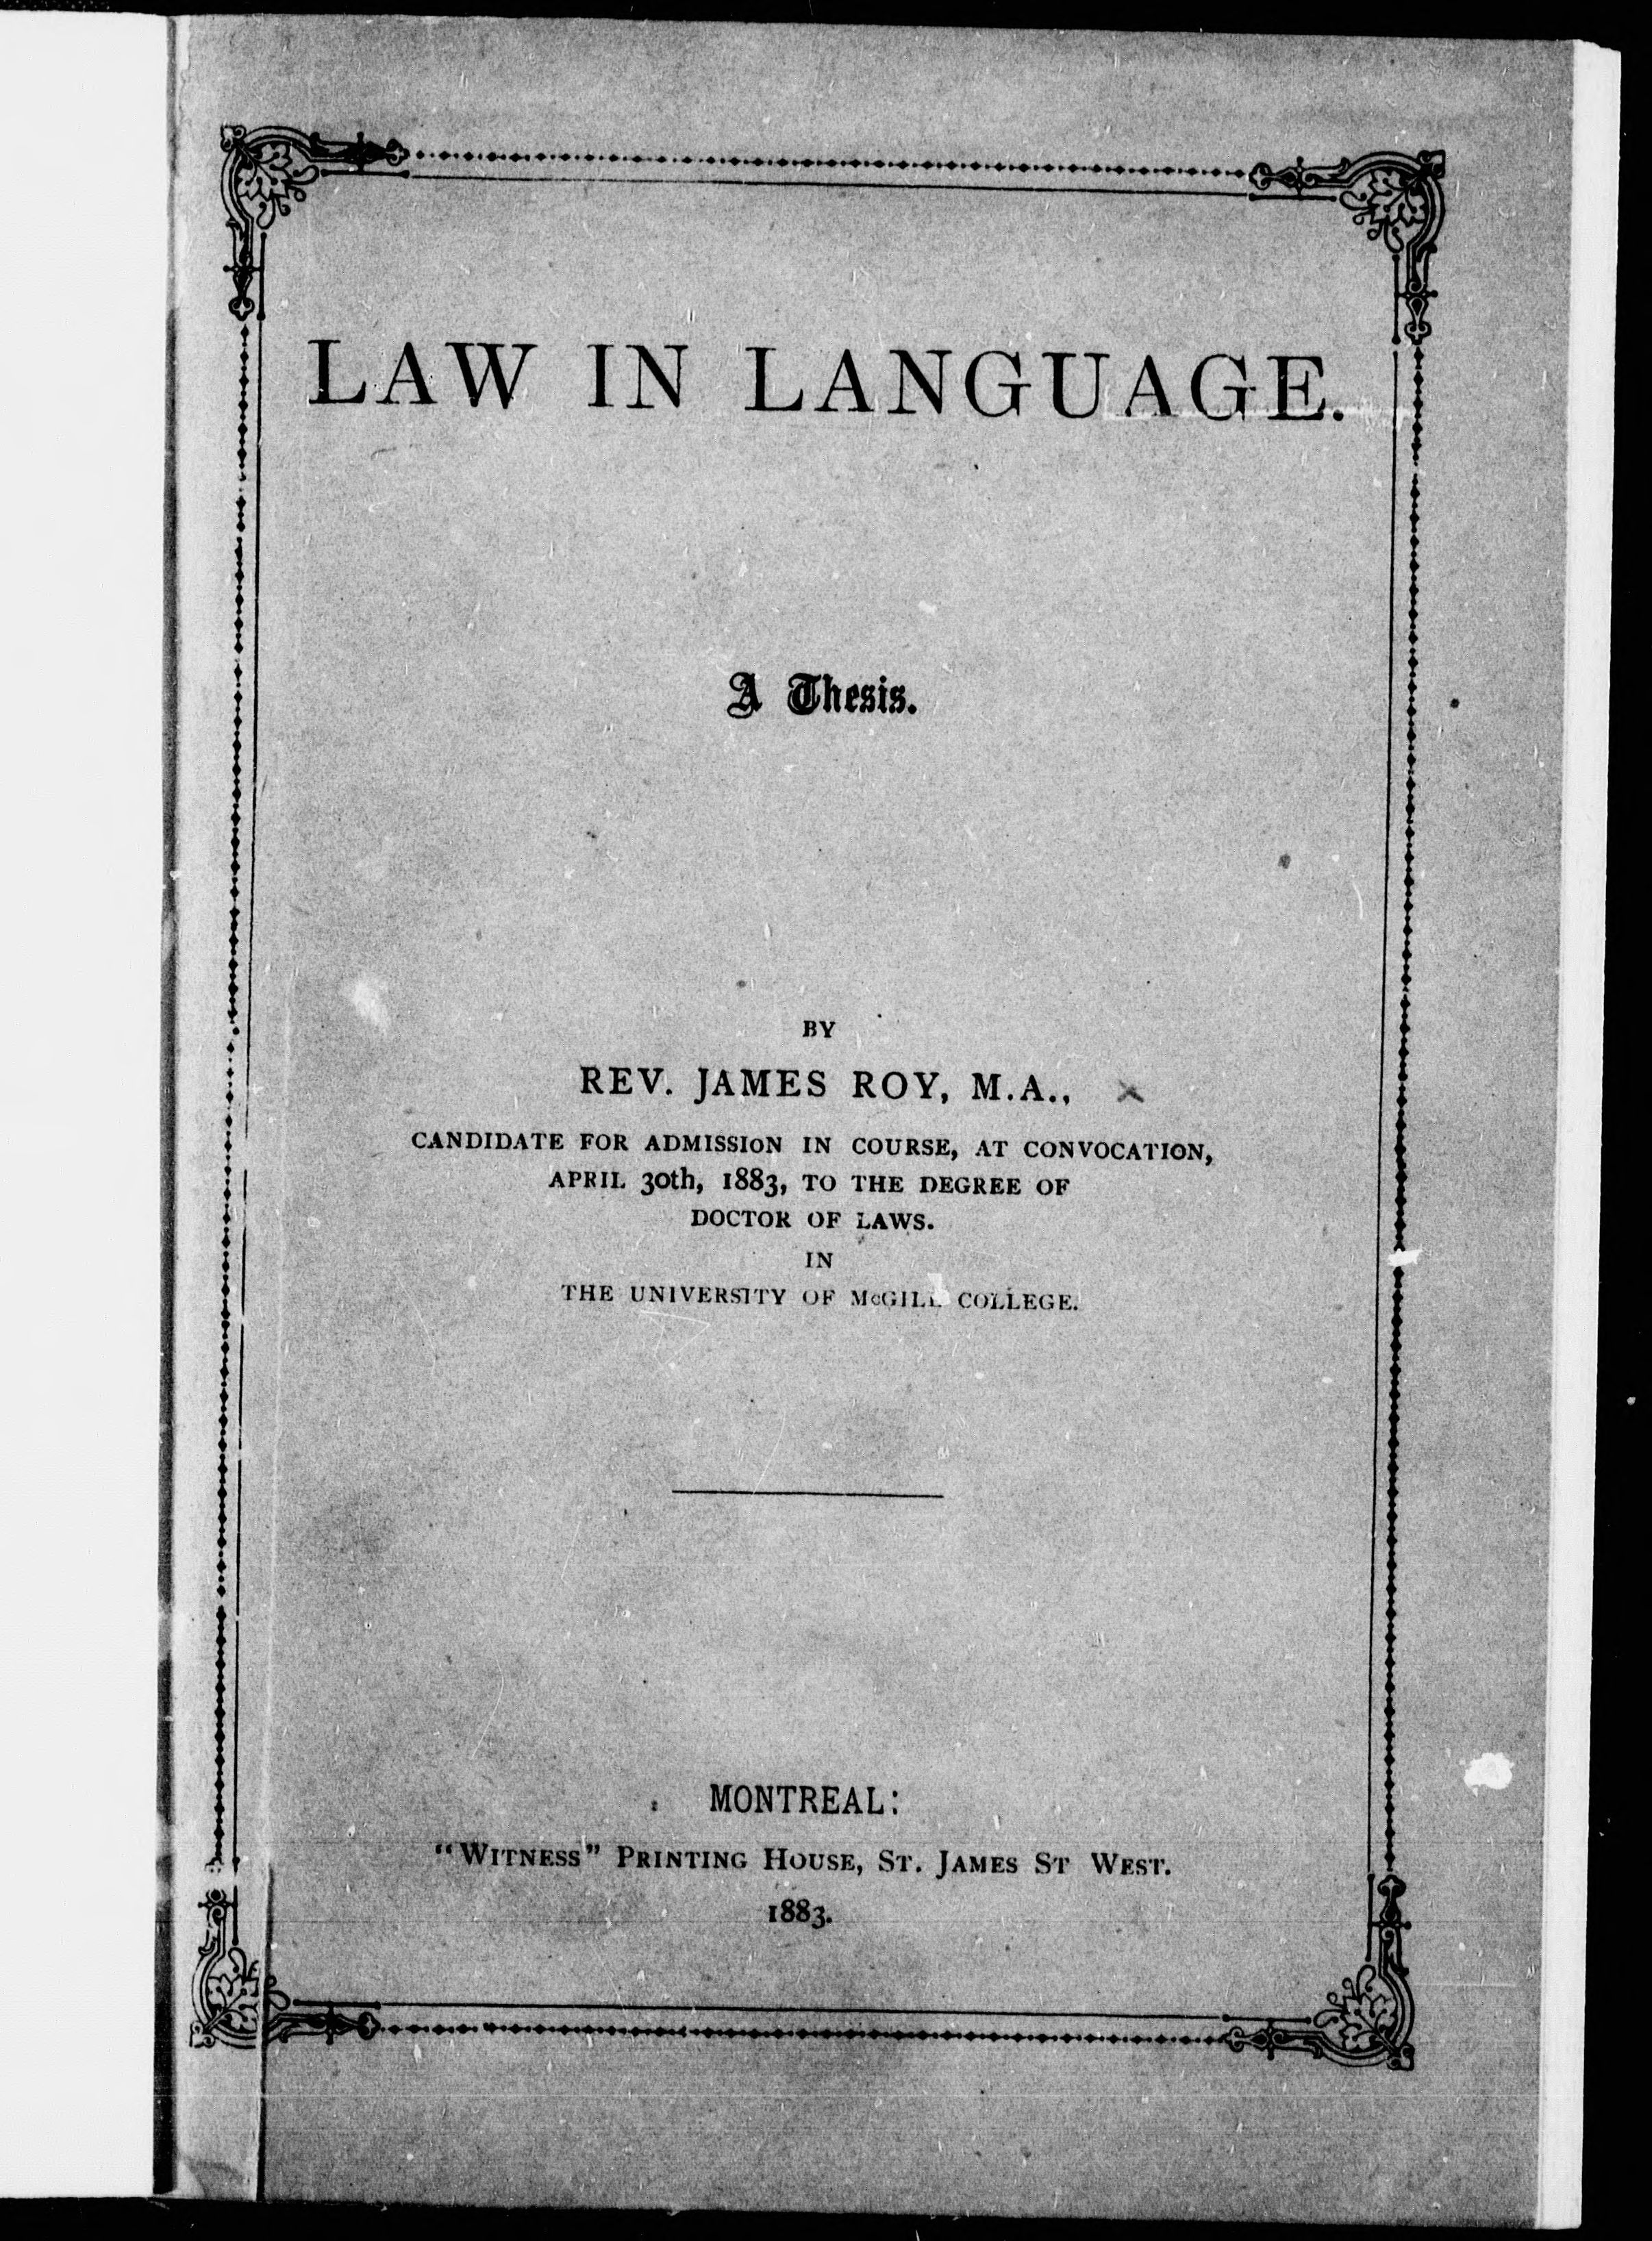 LAW IN LANGUAGE.
A Thesis.
BY
REV. JAMES ROY, M.A.,
CANDIDATE FOR ADMISSION IN COURSE, AT CONVOCATION,
APRIL 30th, 1883, TO THE DEGREE OF
DOCTOR OF LAWS.
IN
THE UNIVERSITY OF McGILL COLLEGE.
MONTREAL:
"WITNESS" PRINTING HOUSE, ST. JAMES ST WEST.
1883.